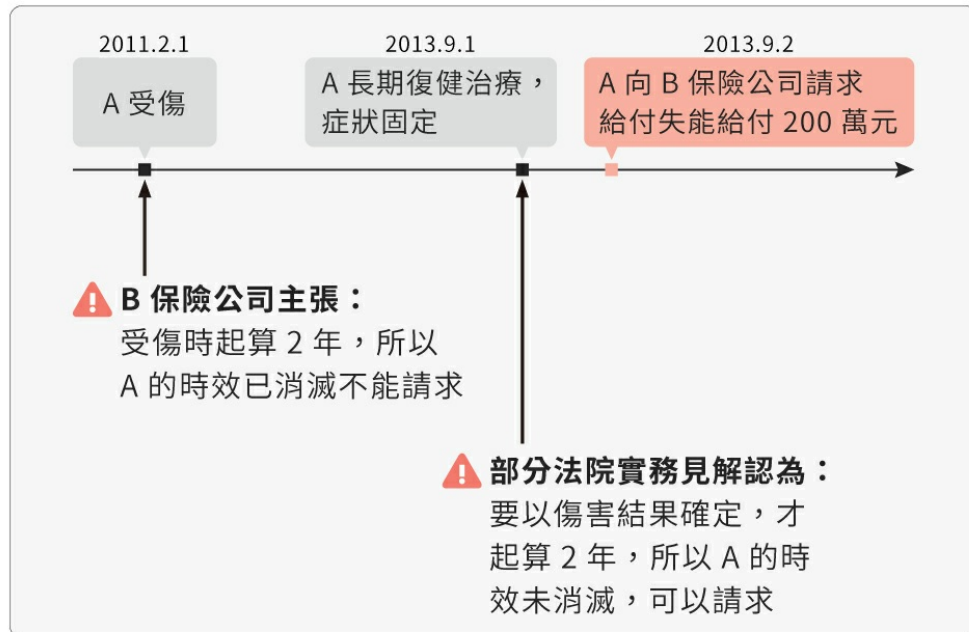 2011.2.1
A 受傷
2013.9.1
A 長期復健治療，
症狀固定
2013.9.2
A 向 B 保險公司請求
給付失能給付 200 萬元
B 保險公司主張：
受傷時起算 2 年，所以
A 的時效已消滅不能請求
部分法院實務見解認為：
要以傷害結果確定，才
起算 2 年，所以 A 的時
效未消滅，可以請求